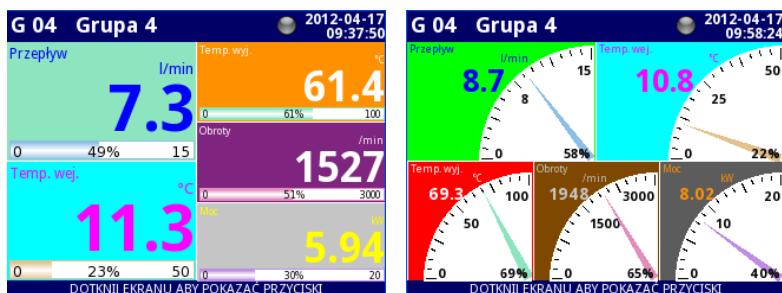 G 04 Grupa 4 2012-04-17
09:37:50
Przepływ
l/min
7.3
0 49% 15
Temp. wej.
°C
11.3
0 23% 50
Temp. wyj.
°C
61.4
0 61% 100
Obroty
/min
1527
0 51% 3000
Moc
kW
5.94
0 30% 20
DOTKNIJ EKRANU ABY POKAZAĆ PRZYCISKI
G 04 Grupa 4 2012-04-17
09:58:24
Przepływ
l/min
8.7
15
8
0
58%
Temp. wej.
°C
10.8
50
25
0
22%
Temp. wyj.
°C
69.3
100
50
0
69%
Obroty
/min
1948
3000
1500
0
65%
Moc
kW
8.02
20
10
0
40%
DOTKNIJ EKRANU ABY POKAZAĆ PRZYCISKI